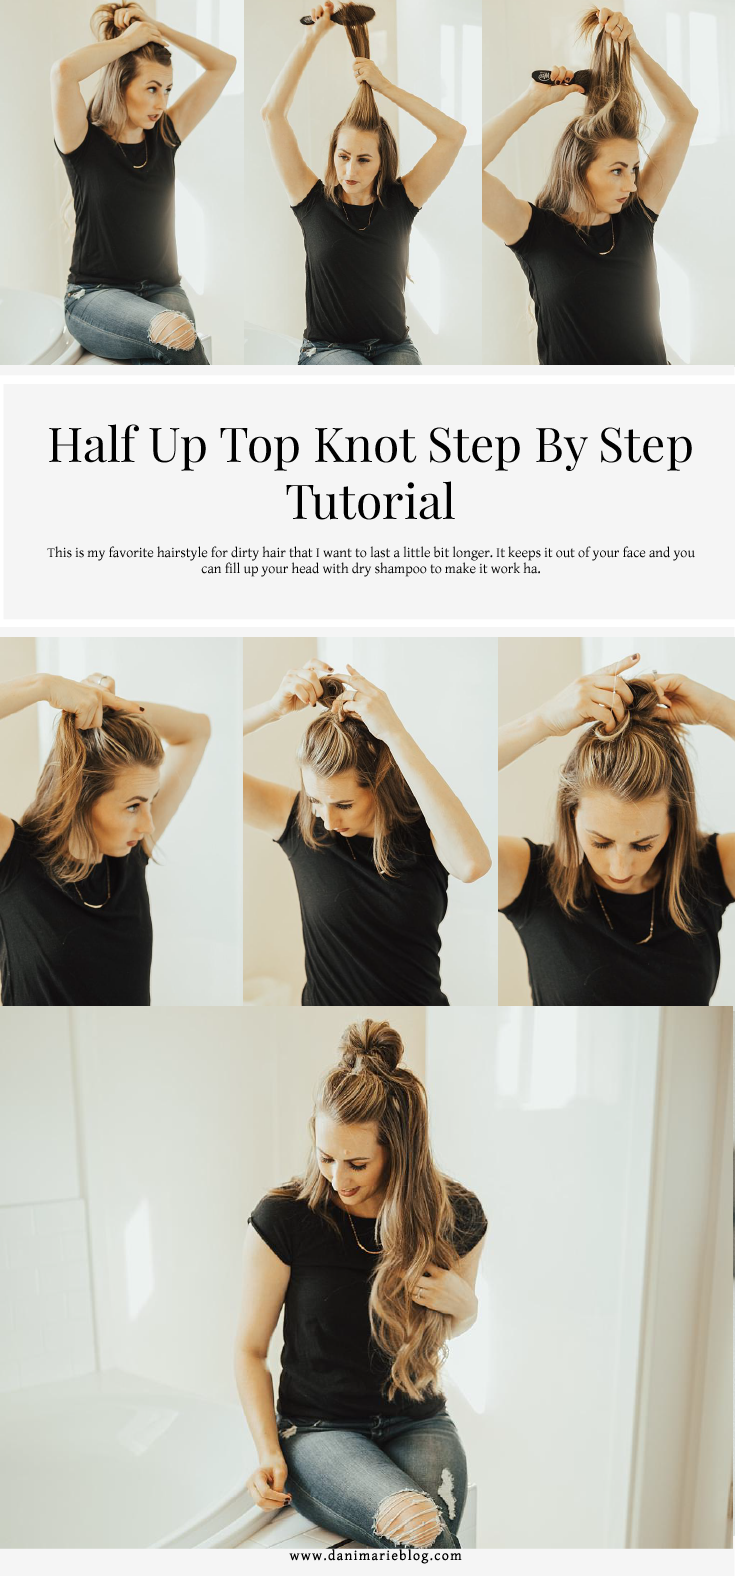 Half Up Top Knot Step By Step
Tutorial
This is my favorite hairstyle for dirty hair that I want to last a little bit longer. It keeps it out of your face and you
can fill up your head with dry shampoo to make it work ha.
www.danimarieblog.com